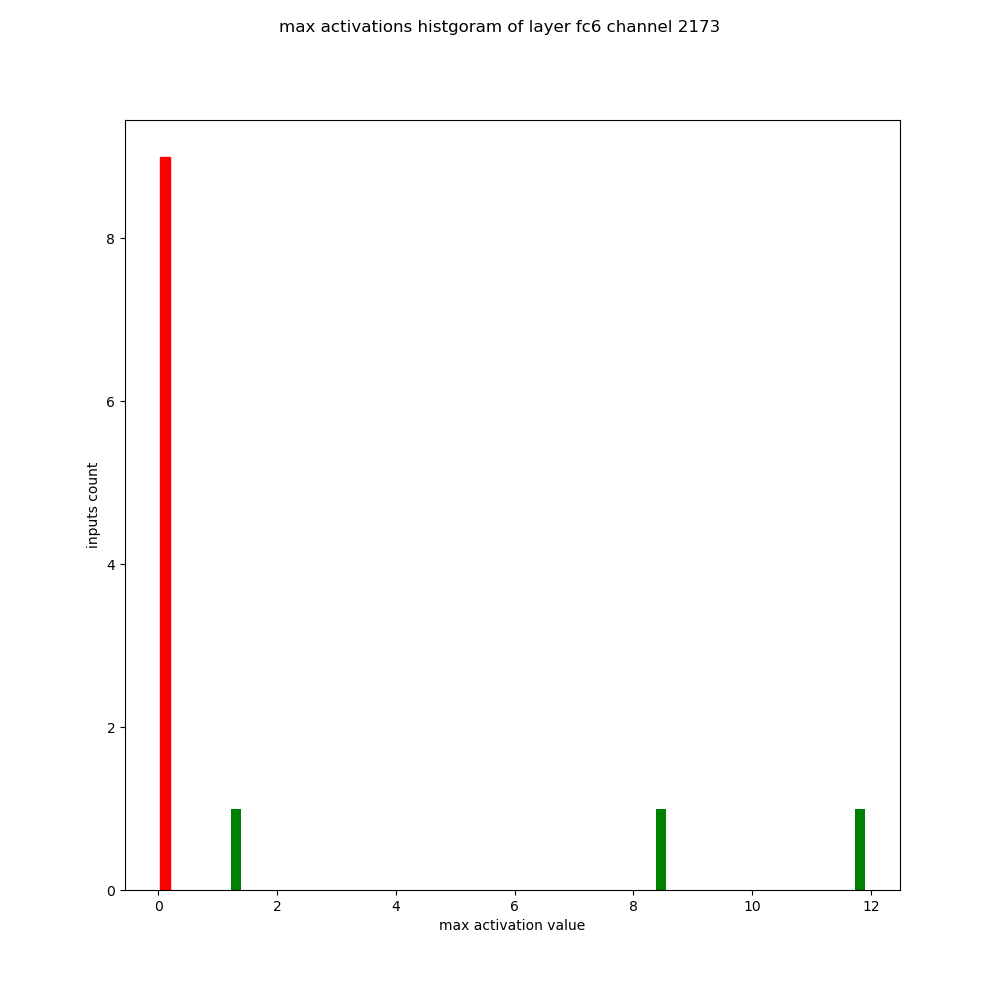 max activations histgoram of layer fc6 channel 2173
8
6
4
2
0
inputs count
0 2 4 6 8 10 12
max activation value